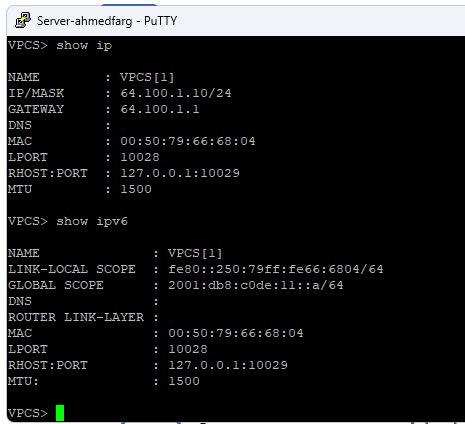 Server-ahmedfarg - PuTTY
VPCS> show ip
NAME        : VPCS[1]
IP/MASK     : 64.100.1.10/24
GATEWAY     : 64.100.1.1
DNS         :
MAC         : 00:50:79:66:68:04
LPORT       : 10028
RHOST:PORT  : 127.0.0.1:10029
MTU         : 1500
VPCS> show ipv6
NAME              : VPCS[1]
LINK-LOCAL SCOPE  : fe80::250:79ff:fe66:6804/64
GLOBAL SCOPE      : 2001:db8:c0de:11::a/64
DNS               :
ROUTER LINK-LAYER :
MAC               : 00:50:79:66:68:04
LPORT             : 10028
RHOST:PORT        : 127.0.0.1:10029
MTU:              : 1500
VPCS>